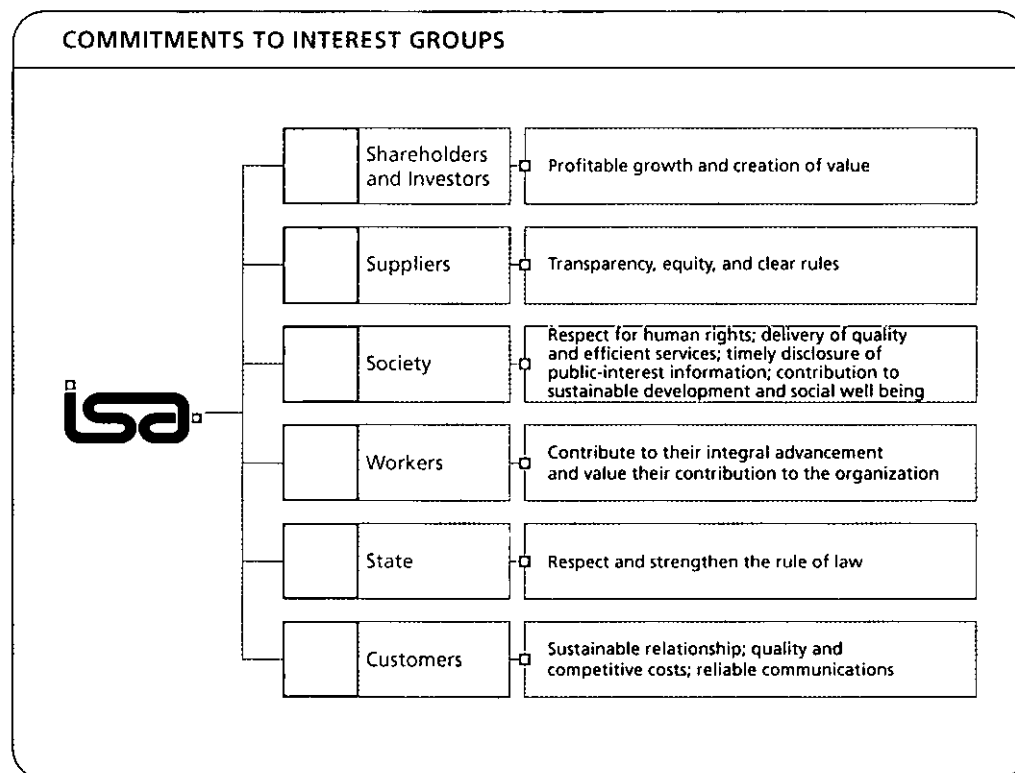 COMMITMENTS TO INTEREST GROUPS
Shareholders
and Investors
Profitable growth and creation of value
Suppliers
Transparency, equity, and clear rules
Society
Respect for human rights; delivery of quality
and efficient services; timely disclosure of
public-interest information; contribution to
sustainable development and social well being
isa
Workers
Contribute to their integral advancement
and value their contribution to the organization
State
Respect and strengthen the rule of law
Customers
Sustainable relationship; quality and
competitive costs; reliable communications